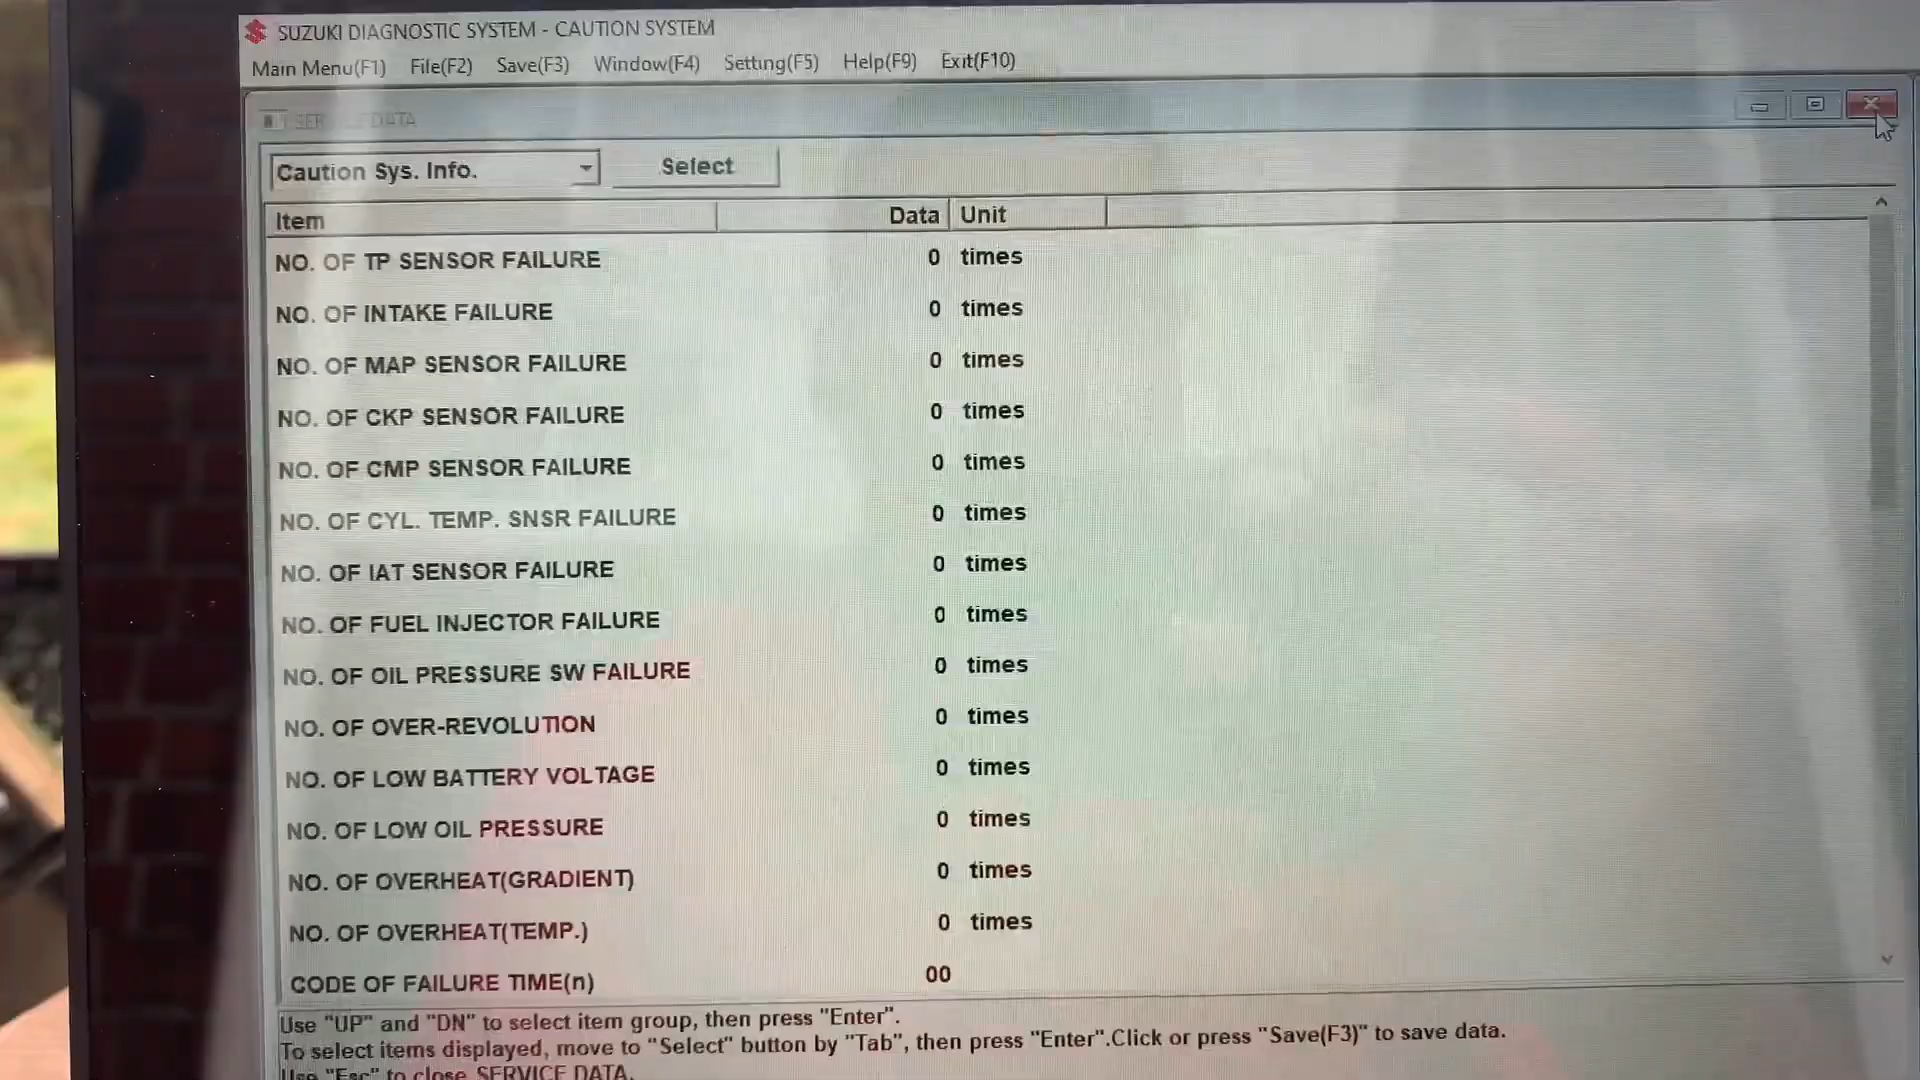 SUZUKI DIAGNOSTIC SYSTEM - CAUTION SYSTEM
Main Menu(F1) File(F2) Save(F3) Window(F4) Setting(F5) Help(F9) Exit(F10)
SERVICE DATA
Caution Sys. Info. Select
Item Data Unit
NO. OF TP SENSOR FAILURE 0 times
NO. OF INTAKE FAILURE 0 times
NO. OF MAP SENSOR FAILURE 0 times
NO. OF CKP SENSOR FAILURE 0 times
NO. OF CMP SENSOR FAILURE 0 times
NO. OF CYL. TEMP. SNSR FAILURE 0 times
NO. OF IAT SENSOR FAILURE 0 times
NO. OF FUEL INJECTOR FAILURE 0 times
NO. OF OIL PRESSURE SW FAILURE 0 times
NO. OF OVER-REVOLUTION 0 times
NO. OF LOW BATTERY VOLTAGE 0 times
NO. OF LOW OIL PRESSURE 0 times
NO. OF OVERHEAT(GRADIENT) 0 times
NO. OF OVERHEAT(TEMP.) 0 times
CODE OF FAILURE TIME(n) 00
Use "UP" and "DN" to select item group, then press "Enter".
To select items displayed, move to "Select" button by "Tab", then press "Enter".Click or press "Save(F3)" to save data.
Use "Esc" to close SERVICE DATA.